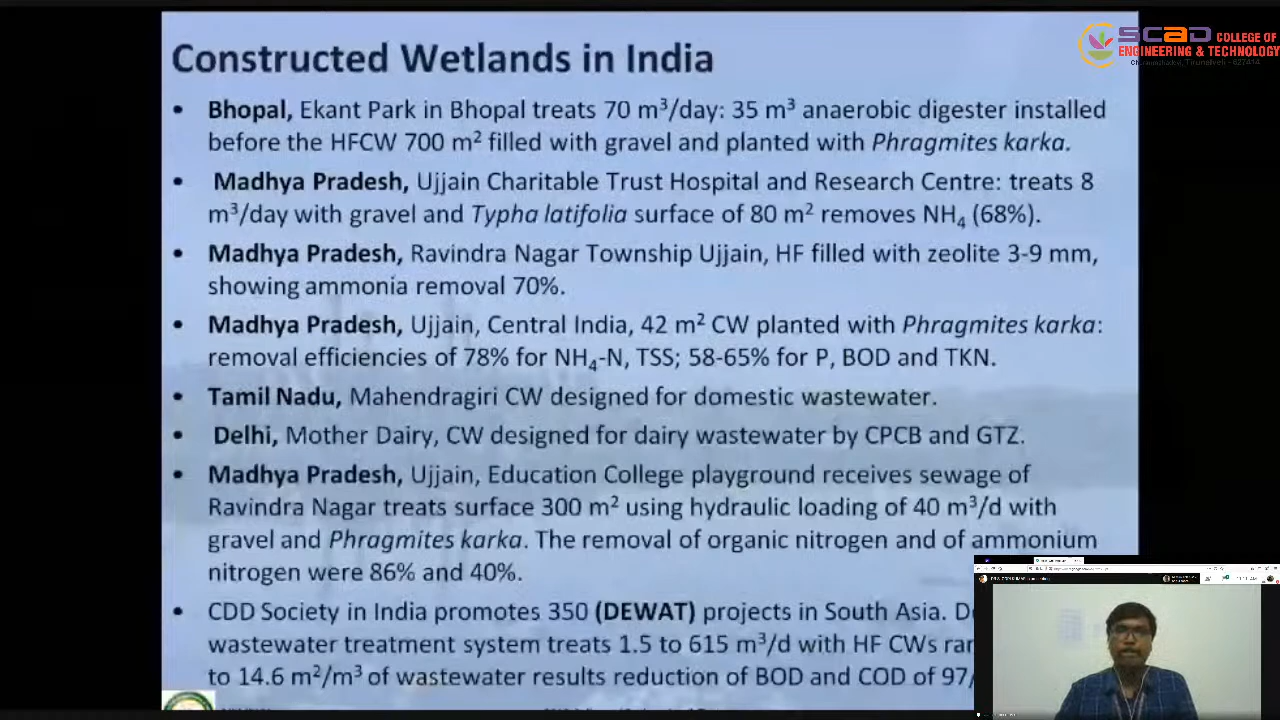 SCAD COLLEGE OF
ENGINEERING & TECHNOLOGY
Cheranmahadevi, Tirunelveli - 627414
Constructed Wetlands in India
• Bhopal, Ekant Park in Bhopal treats 70 m³/day: 35 m³ anaerobic digester installed
before the HFCW 700 m² filled with gravel and planted with Phragmites karka.
• Madhya Pradesh, Ujjain Charitable Trust Hospital and Research Centre: treats 8
m³/day with gravel and Typha latifolia surface of 80 m² removes NH₄ (68%).
• Madhya Pradesh, Ravindra Nagar Township Ujjain, HF filled with zeolite 3-9 mm,
showing ammonia removal 70%.
• Madhya Pradesh, Ujjain, Central India, 42 m² CW planted with Phragmites karka:
removal efficiencies of 78% for NH₄-N, TSS; 58-65% for P, BOD and TKN.
• Tamil Nadu, Mahendragiri CW designed for domestic wastewater.
• Delhi, Mother Dairy, CW designed for dairy wastewater by CPCB and GTZ.
• Madhya Pradesh, Ujjain, Education College playground receives sewage of
Ravindra Nagar treats surface 300 m² using hydraulic loading of 40 m³/d with
gravel and Phragmites karka. The removal of organic nitrogen and of ammonium
nitrogen were 86% and 40%.
• CDD Society in India promotes 350 (DEWAT) projects in South Asia.
wastewater treatment system treats 1.5 to 615 m³/d with HF CWs
to 14.6 m²/m³ of wastewater results reduction of BOD and COD of 97/